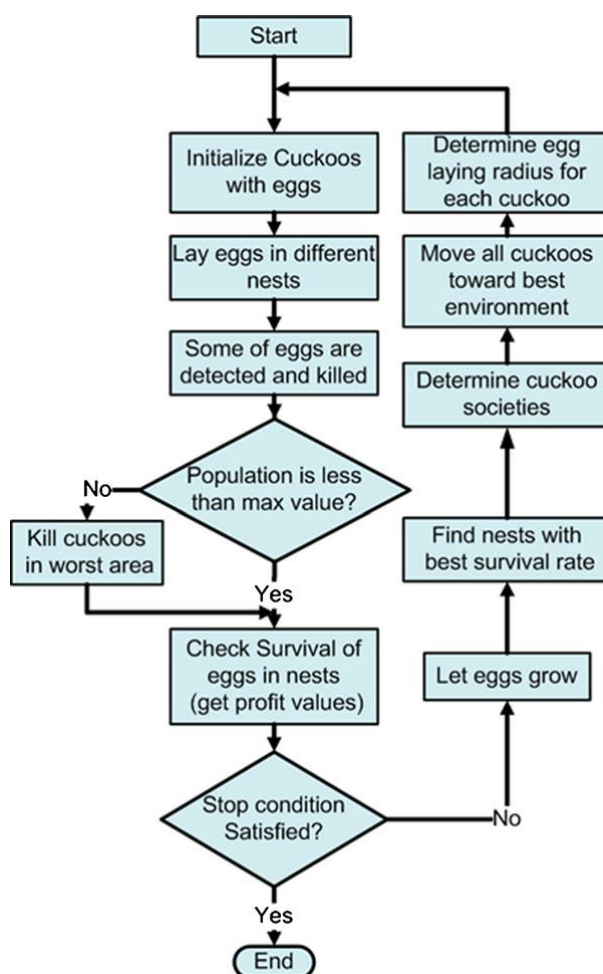 Start
Initialize Cuckoos
with eggs
Lay eggs in different
nests
Some of eggs are
detected and killed
Population is less
than max value?
No
Kill cuckoos
in worst area
Yes
Check Survival of
eggs in nests
(get profit values)
Stop condition
Satisfied?
No
Yes
End
Let eggs grow
Find nests with
best survival rate
Determine cuckoo
societies
Move all cuckoos
toward best
environment
Determine egg
laying radius for
each cuckoo